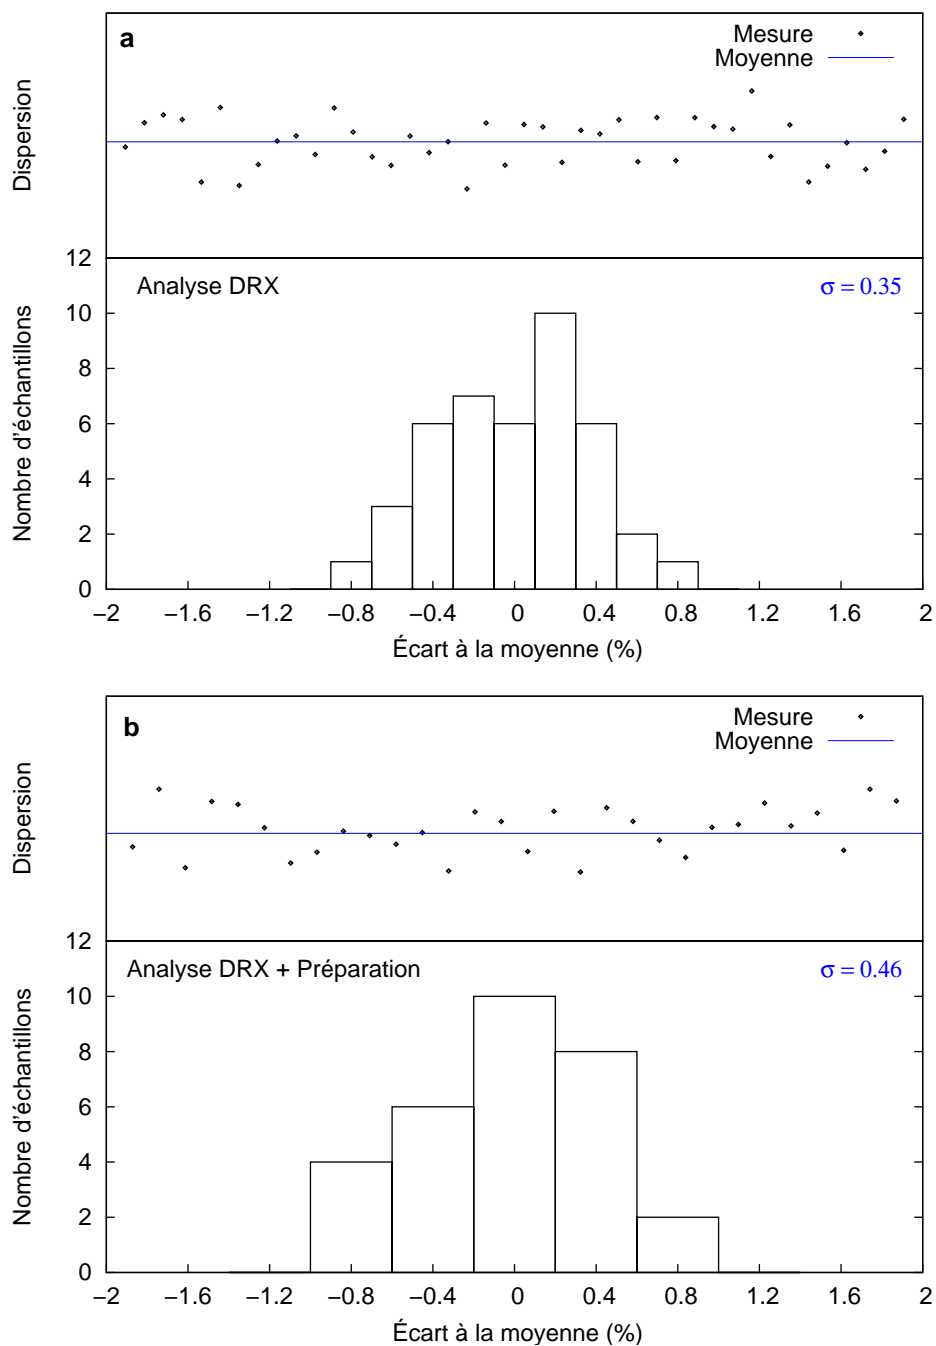 a
Mesure
Moyenne
Dispersion
Analyse DRX
σ = 0.35
Nombre d'échantillons
12
10
8
6
4
2
0
−2 −1.6 −1.2 −0.8 −0.4 0 0.4 0.8 1.2 1.6 2
Écart à la moyenne (%)
b
Mesure
Moyenne
Dispersion
Analyse DRX + Préparation
σ = 0.46
Nombre d'échantillons
12
10
8
6
4
2
0
−2 −1.6 −1.2 −0.8 −0.4 0 0.4 0.8 1.2 1.6 2
Écart à la moyenne (%)